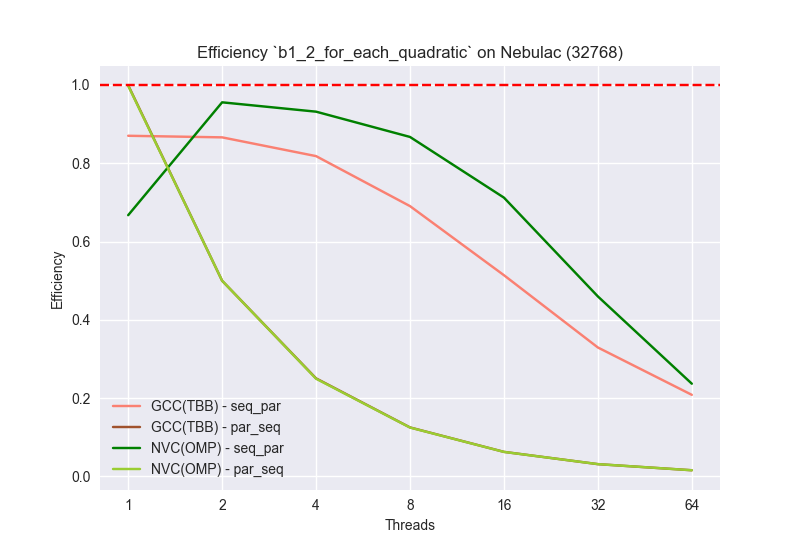 Efficiency `b1_2_for_each_quadratic` on Nebulac (32768)
1.0
0.8
0.6
0.4
0.2
0.0
Efficiency
GCC(TBB) - seq_par
GCC(TBB) - par_seq
NVC(OMP) - seq_par
NVC(OMP) - par_seq
1 2 4 8 16 32 64
Threads